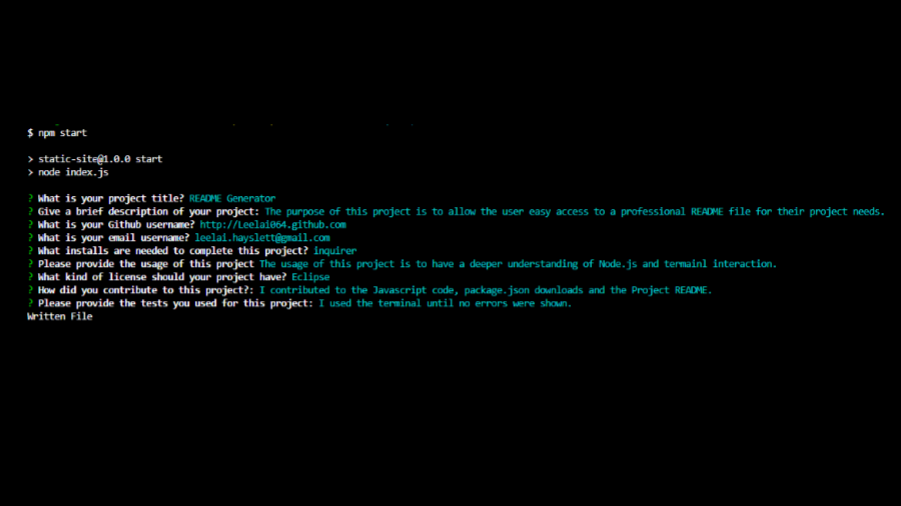 $ npm start
> static-site@1.0.0 start
> node index.js
? What is your project title? README Generator
? Give a brief description of your project: The purpose of this project is to allow the user easy access to a professional README file for their project needs.
? What is your Github username? http://Leelai064.github.com
? What is your email username? leelai.hayslett@gmail.com
? What installs are needed to complete this project? inquirer
? Please provide the usage of this project The usage of this project is to have a deeper understanding of Node.js and termainl interaction.
? What kind of license should your project have? Eclipse
? How did you contribute to this project?: I contributed to the Javascript code, package.json downloads and the Project README.
? Please provide the tests you used for this project: I used the terminal until no errors were shown.
Written File